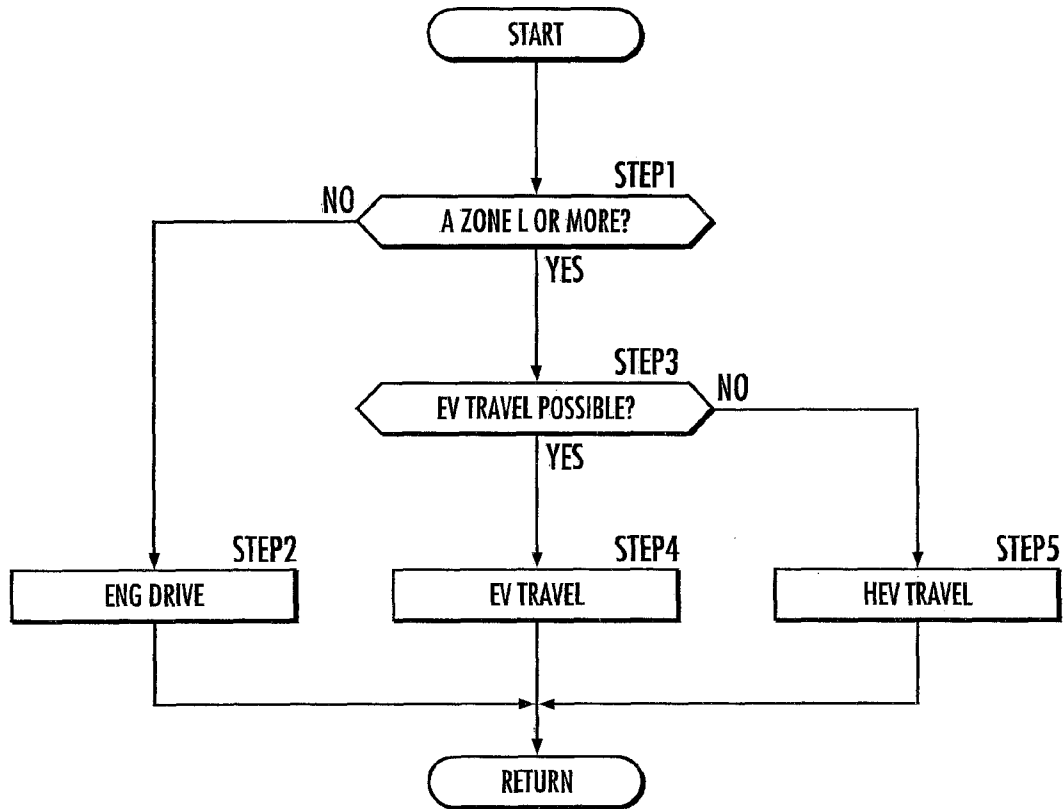 START
STEP1
NO
A ZONE L OR MORE?
YES
STEP3
NO
EV TRAVEL POSSIBLE?
YES
STEP2
STEP4
STEP5
ENG DRIVE
EV TRAVEL
HEV TRAVEL
RETURN